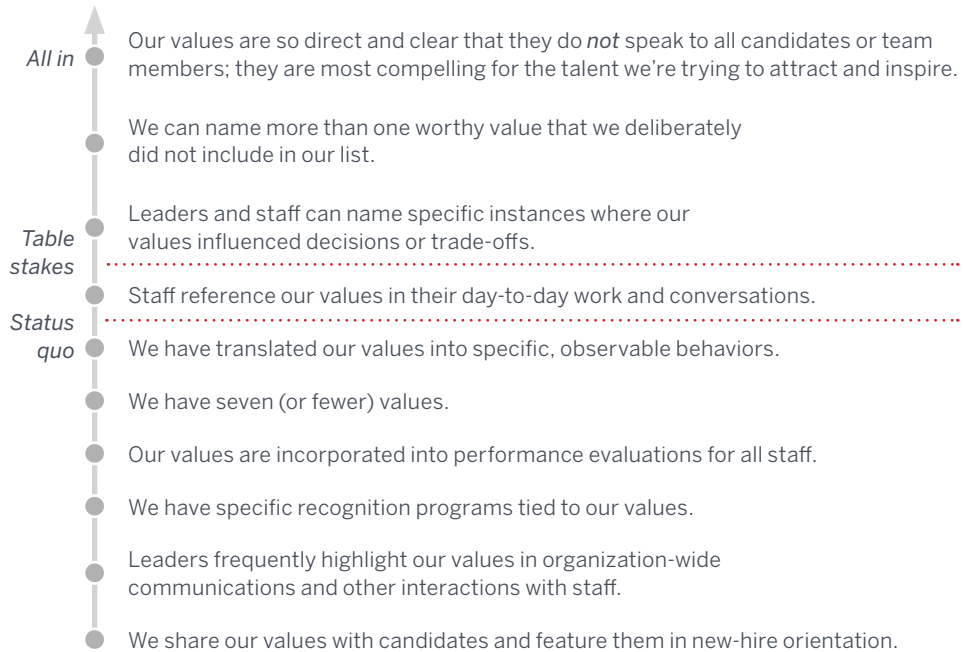 All in
Our values are so direct and clear that they do not speak to all candidates or team
members; they are most compelling for the talent we’re trying to attract and inspire.
We can name more than one worthy value that we deliberately
did not include in our list.
Leaders and staff can name specific instances where our
values influenced decisions or trade-offs.
Table
stakes
Staff reference our values in their day-to-day work and conversations.
Status
quo
We have translated our values into specific, observable behaviors.
We have seven (or fewer) values.
Our values are incorporated into performance evaluations for all staff.
We have specific recognition programs tied to our values.
Leaders frequently highlight our values in organization-wide
communications and other interactions with staff.
We share our values with candidates and feature them in new-hire orientation.